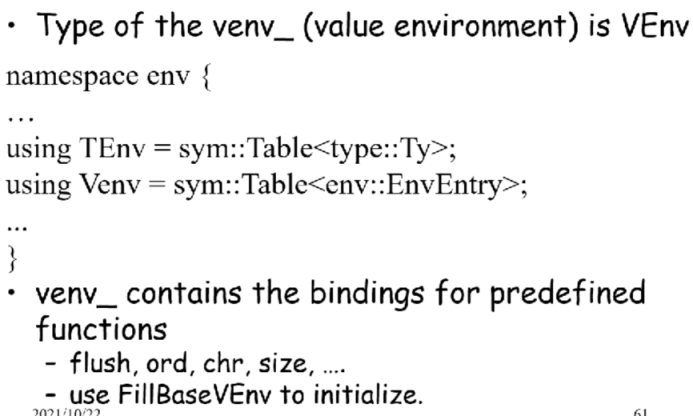 • Type of the venv_ (value environment) is VEnv
namespace env {
...
using TEnv = sym::Table<type::Ty>;
using Venv = sym::Table<env::EnvEntry>;
...
}
• venv_ contains the bindings for predefined
functions
- flush, ord, chr, size, ....
- use FillBaseVEnv to initialize.
2021/10/22 61